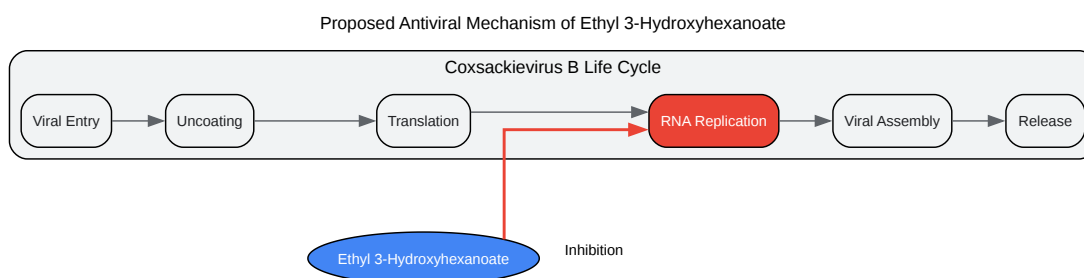 Proposed Antiviral Mechanism of Ethyl 3-Hydroxyhexanoate
Coxsackievirus B Life Cycle
Viral Entry
Uncoating
Translation
RNA Replication
Viral Assembly
Release
Ethyl 3-Hydroxyhexanoate
Inhibition